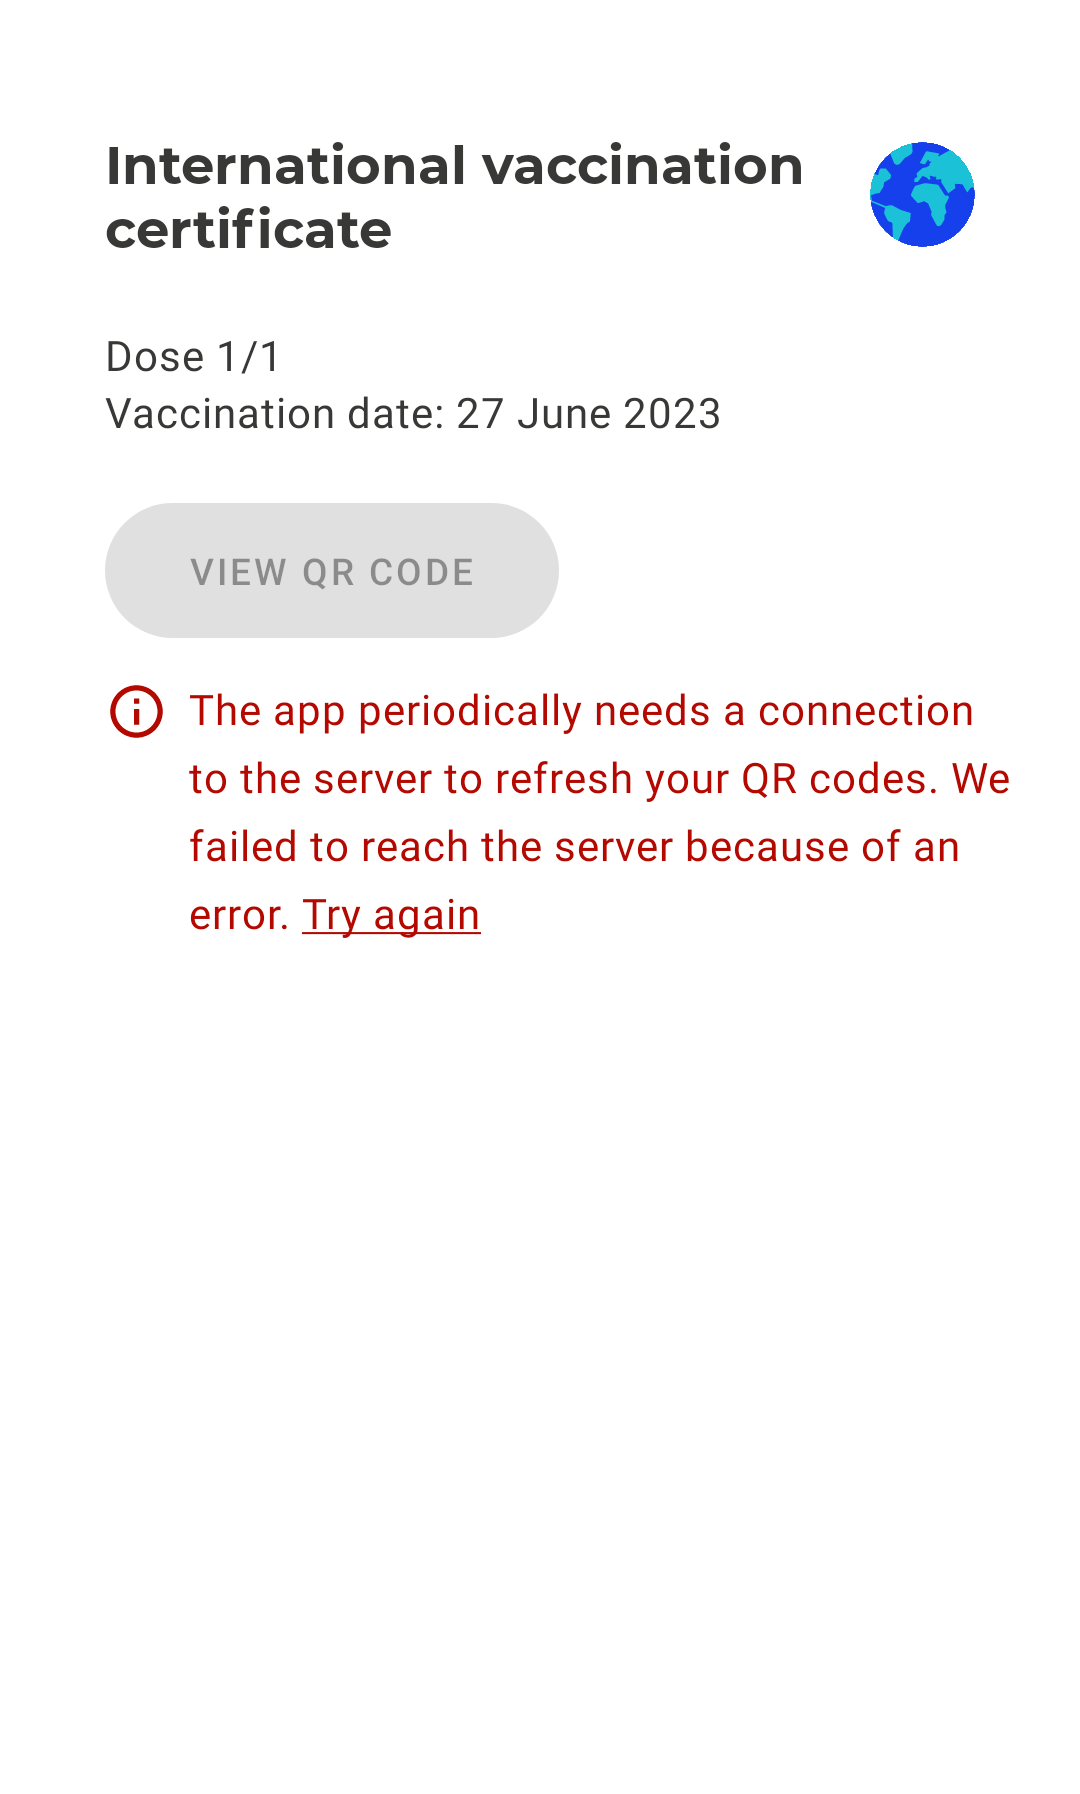 International vaccination
certificate
Dose 1/1
Vaccination date: 27 June 2023
VIEW QR CODE
The app periodically needs a connection
to the server to refresh your QR codes. We
failed to reach the server because of an
error. Try again